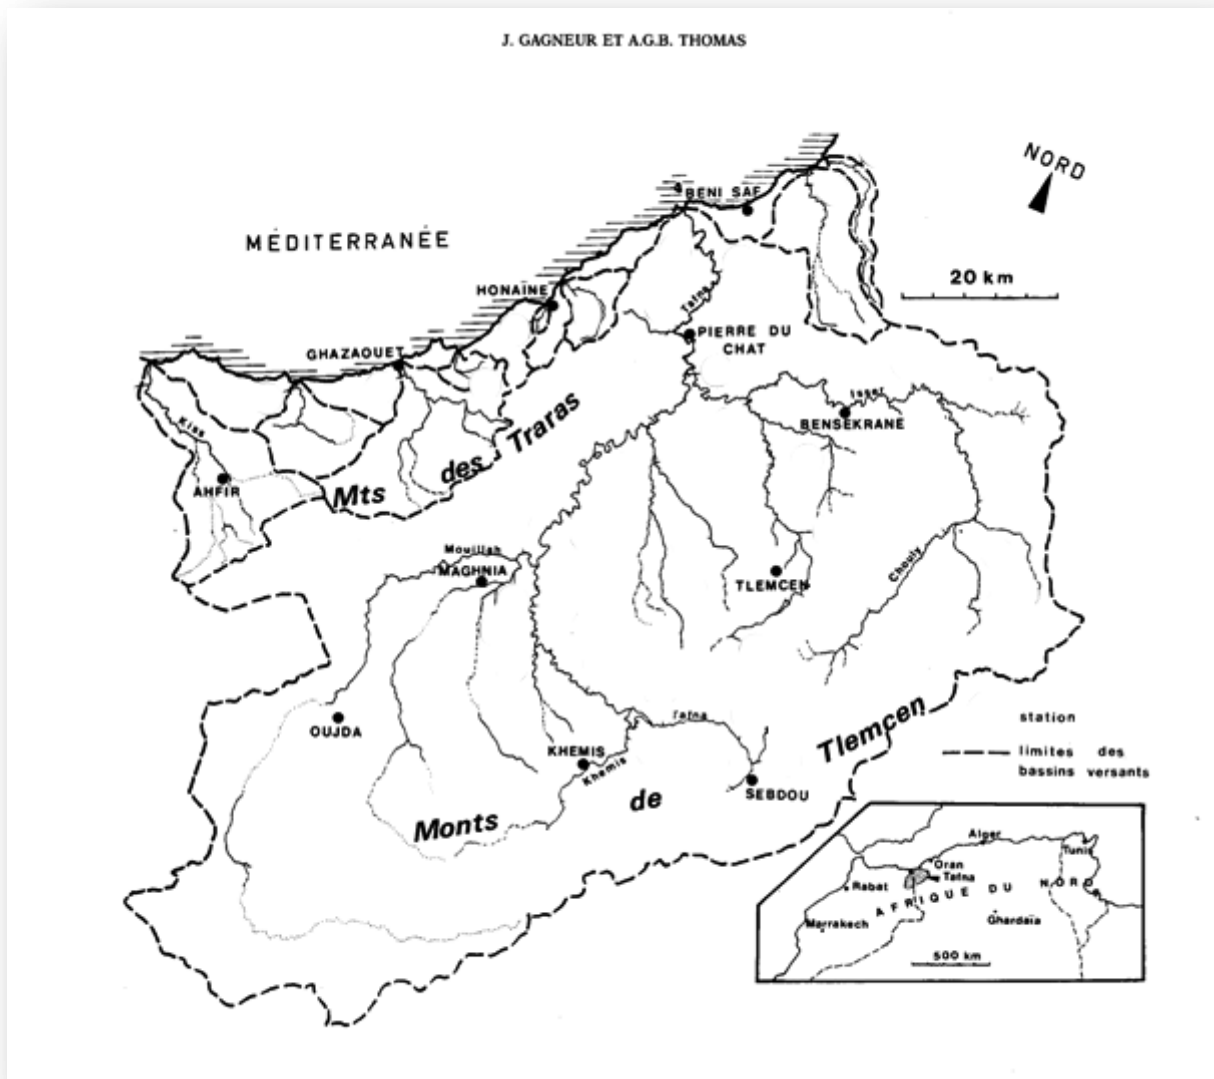 J. GAGNEUR ET A.G.B. THOMAS
NORD
BENI SAF
MÉDITERRANÉE
20 km
HONAÏNE
Tafna
PIERRE DU
CHAT
GHAZAOUET
Isser
BENSEKRANE
Kiss
Mts des Traras
AHFIR
Mouillah
MAGHNIA
Chouly
TLEMCEN
OUJDA
Tafna
KHEMIS
Khemis
SEBDOU
Monts de Tlemcen
station
limites des
bassins versants
Alger
Tunis
Oran
Tafna
Rabat
AFRIQUE DU NORD
Marrakech
Ghardaïa
500 km